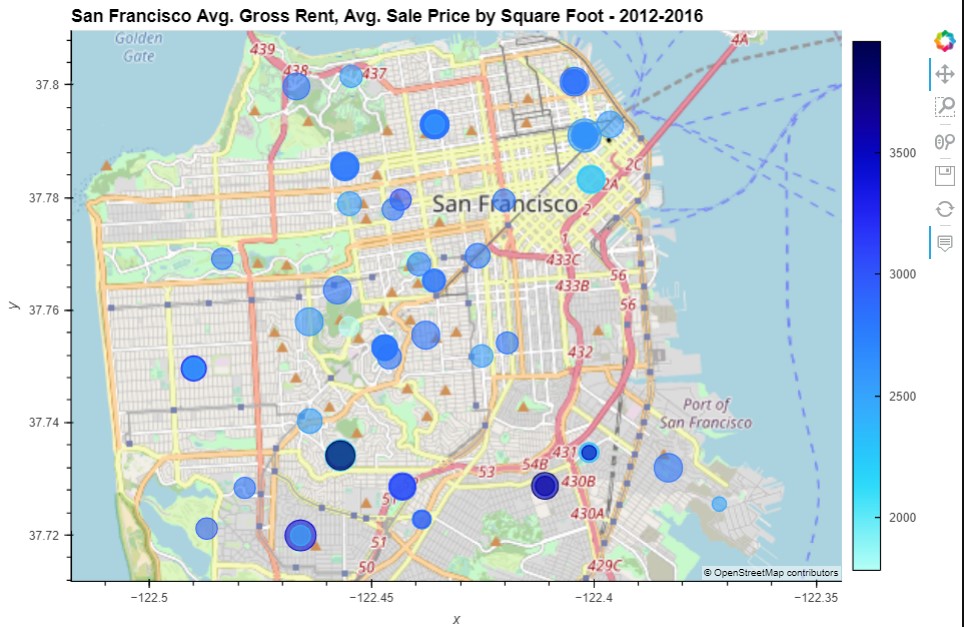 San Francisco Avg. Gross Rent, Avg. Sale Price by Square Foot - 2012-2016
Golden
Gate
439
438
437
4A
37.8
3500
2C
2A
37.78
San Francisco
2
1
433C
56
3000
433B
37.76
56
y
432
2500
37.74
Port of
San Francisco
431
53
54B
430B
51
430A
2000
37.72
51
50
429C
© OpenStreetMap contributors
−122.5
−122.45
−122.4
−122.35
x